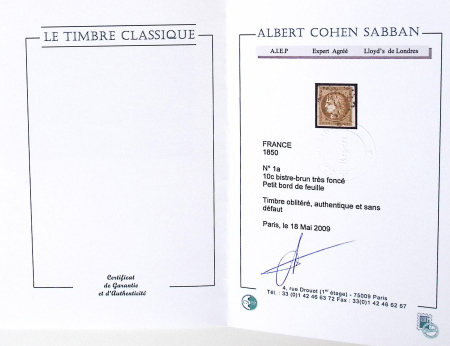 LE TIMBRE CLASSIQUE
Certificat
de Garantie
et d'Authenticité
ALBERT COHEN SABBAN
A.I.E.P Expert Agréé Lloyd's de Londres
FRANCE
1850
N° 1a
10c bistre-brun très foncé
Petit bord de feuille
Timbre oblitéré, authentique et sans
défaut
Paris, le 18 Mai 2009
4, rue Drouot (1er étage) - 75009 Paris
Tél. : 33 (0)1 42 46 63 72 Fax : 33(0)1 42 46 62 67